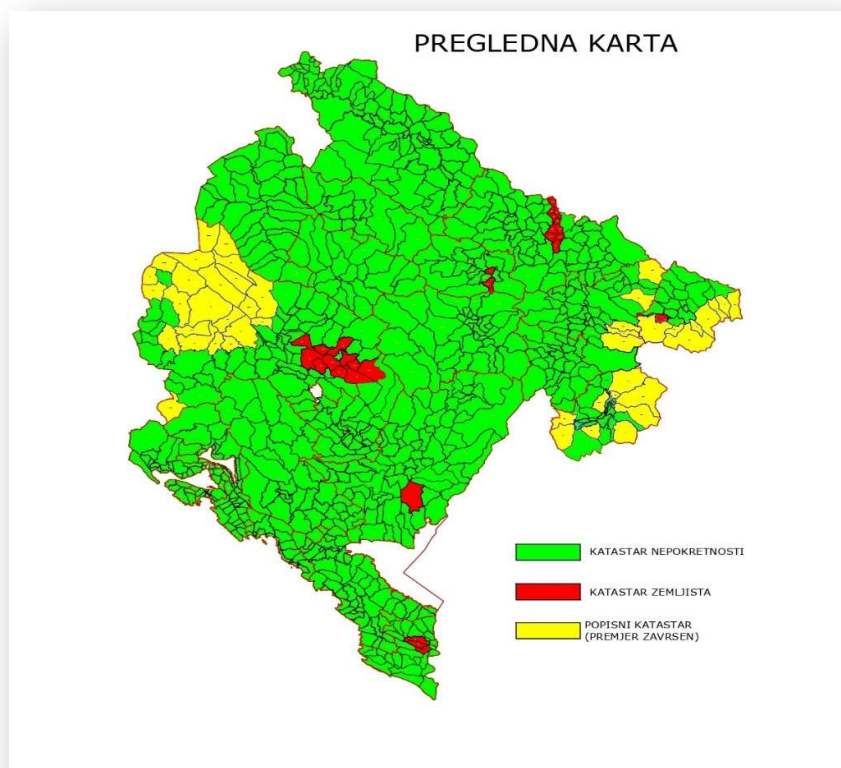 PREGLEDNA KARTA
KATASTAR NEPOKRETNOSTI
KATASTAR ZEMLJISTA
POPISNI KATASTAR
(PREMJER ZAVRSEN)